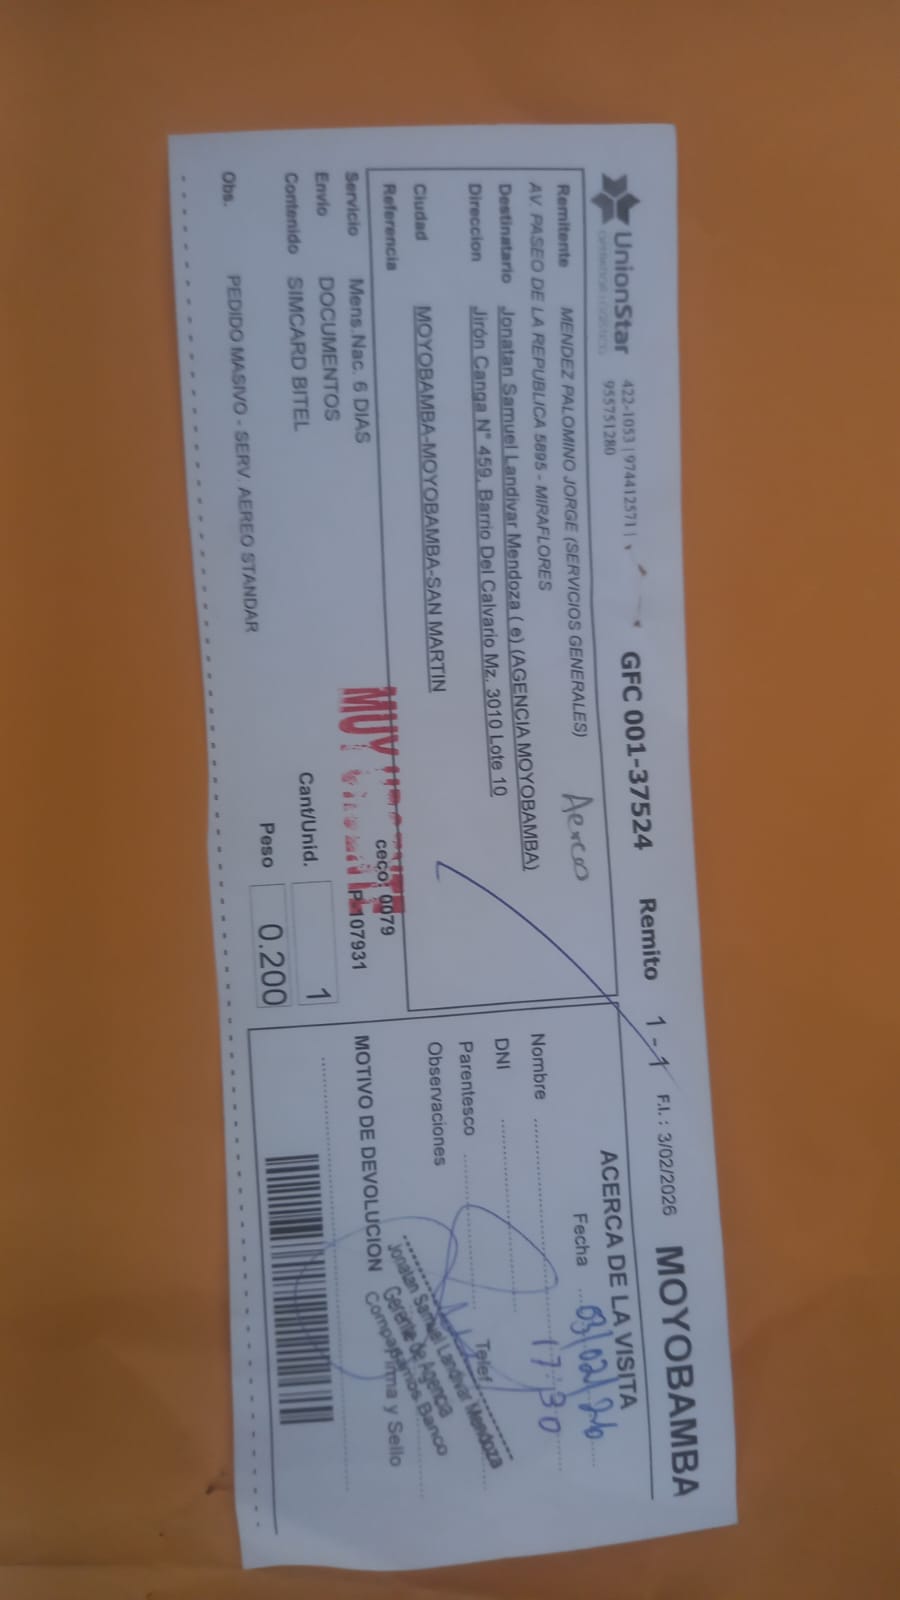 UnionStar
422-1053 | 974412571 |
955751280
GFC 001-37524 Remito 1 - 1 F.I.: 3/02/2026 MOYOBAMBA
Remitente MENDEZ PALOMINO JORGE (SERVICIOS GENERALES)
AV. PASEO DE LA REPUBLICA 5895 - MIRAFLORES
Aereo
Destinatario Jonatan Samuel Landivar Mendoza ( e) (AGENCIA MOYOBAMBA)
Direccion Jirón Canga N° 459, Barrio Del Calvario Mz. 3010 Lote 10
Ciudad MOYOBAMBA-MOYOBAMBA-SAN MARTIN
Referencia
MUY
ceco: 0079
Servicio Mens.Nac. 6 DIAS
P 107931
Envio DOCUMENTOS
Contenido SIMCARD BITEL
Cant/Unid. 1
Peso 0.200
Obs. PEDIDO MASIVO - SERV. AEREO STANDAR
ACERCA DE LA VISITA
Fecha 03/02/26
17:30
Nombre
DNI
Parentesco
Telef
Observaciones
MOTIVO DE DEVOLUCION
Jonatan Samuel Landivar Mendoza
Gerente de Agencia
Compartamos Banco
Firma y Sello